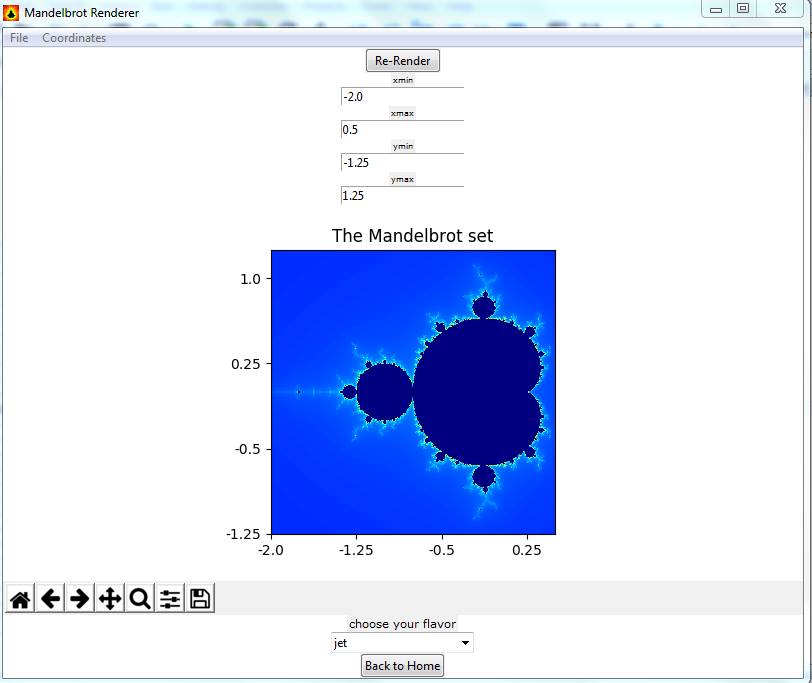 Mandelbrot Renderer
File Coordinates
Re-Render
xmin
-2.0
xmax
0.5
ymin
-1.25
ymax
1.25
The Mandelbrot set
1.0
0.25
-0.5
-1.25
-2.0 -1.25 -0.5 0.25
choose your flavor
jet
Back to Home